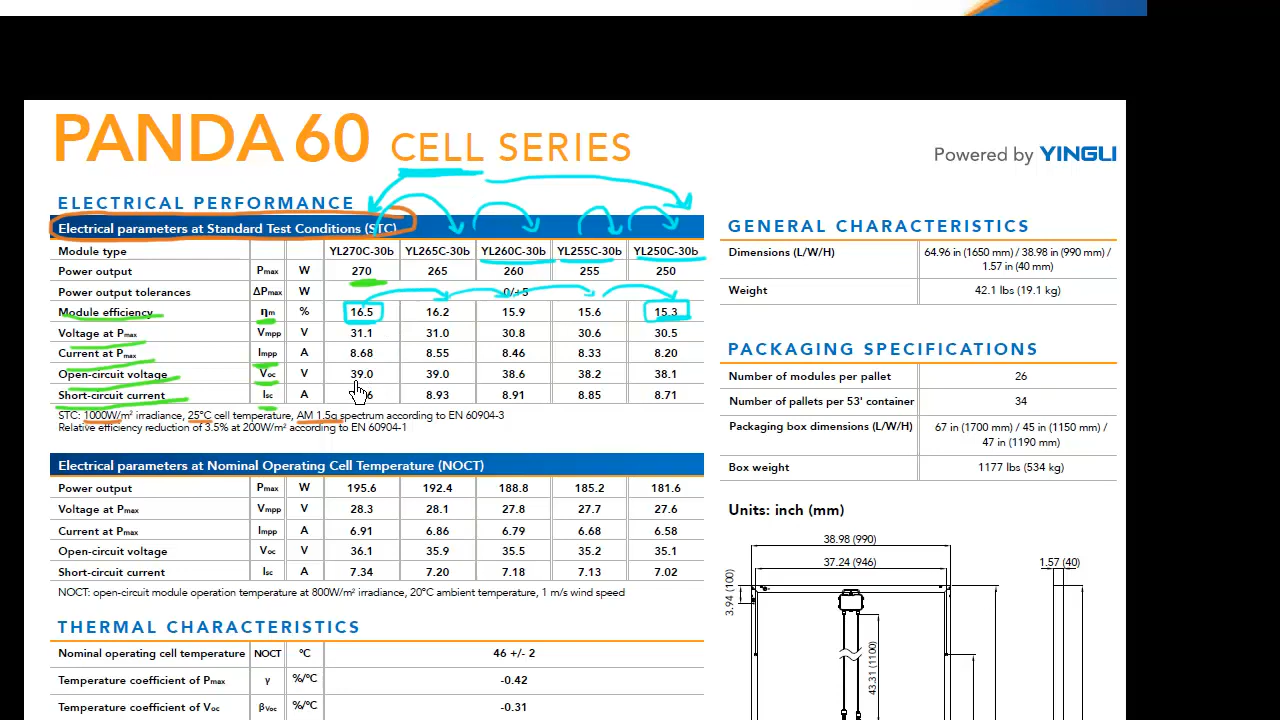 PANDA 60 CELL SERIES
Powered by YINGLI
ELECTRICAL PERFORMANCE
Electrical parameters at Standard Test Conditions (STC)
Module type YL270C-30b YL265C-30b YL260C-30b YL255C-30b YL250C-30b
Power output Pmax W 270 265 260 255 250
Power output tolerances ΔPmax W 0/+5
Module efficiency ηm % 16.5 16.2 15.9 15.6 15.3
Voltage at Pmax Vmpp V 31.1 31.0 30.8 30.6 30.5
Current at Pmax Impp A 8.68 8.55 8.46 8.33 8.20
Open-circuit voltage Voc V 39.0 39.0 38.6 38.2 38.1
Short-circuit current Isc A 8.93 8.91 8.85 8.71
STC: 1000W/m² irradiance, 25°C cell temperature, AM 1.5g spectrum according to EN 60904-3
Relative efficiency reduction of 3.5% at 200W/m² according to EN 60904-1
Electrical parameters at Nominal Operating Cell Temperature (NOCT)
Power output Pmax W 195.6 192.4 188.8 185.2 181.6
Voltage at Pmax Vmpp V 28.3 28.1 27.8 27.7 27.6
Current at Pmax Impp A 6.91 6.86 6.79 6.68 6.58
Open-circuit voltage Voc V 36.1 35.9 35.5 35.2 35.1
Short-circuit current Isc A 7.34 7.20 7.18 7.13 7.02
NOCT: open-circuit module operation temperature at 800W/m² irradiance, 20°C ambient temperature, 1 m/s wind speed
THERMAL CHARACTERISTICS
Nominal operating cell temperature NOCT °C 46 +/- 2
Temperature coefficient of Pmax γ %/°C -0.42
Temperature coefficient of Voc βVoc %/°C -0.31
GENERAL CHARACTERISTICS
Dimensions (L/W/H) 64.96 in (1650 mm) / 38.98 in (990 mm) /
1.57 in (40 mm)
Weight 42.1 lbs (19.1 kg)
PACKAGING SPECIFICATIONS
Number of modules per pallet 26
Number of pallets per 53' container 34
Packaging box dimensions (L/W/H) 67 in (1700 mm) / 45 in (1150 mm) /
47 in (1190 mm)
Box weight 1177 lbs (534 kg)
Units: inch (mm)
38.98 (990)
37.24 (946)
1.57 (40)
3.94 (100)
43.31 (1100)